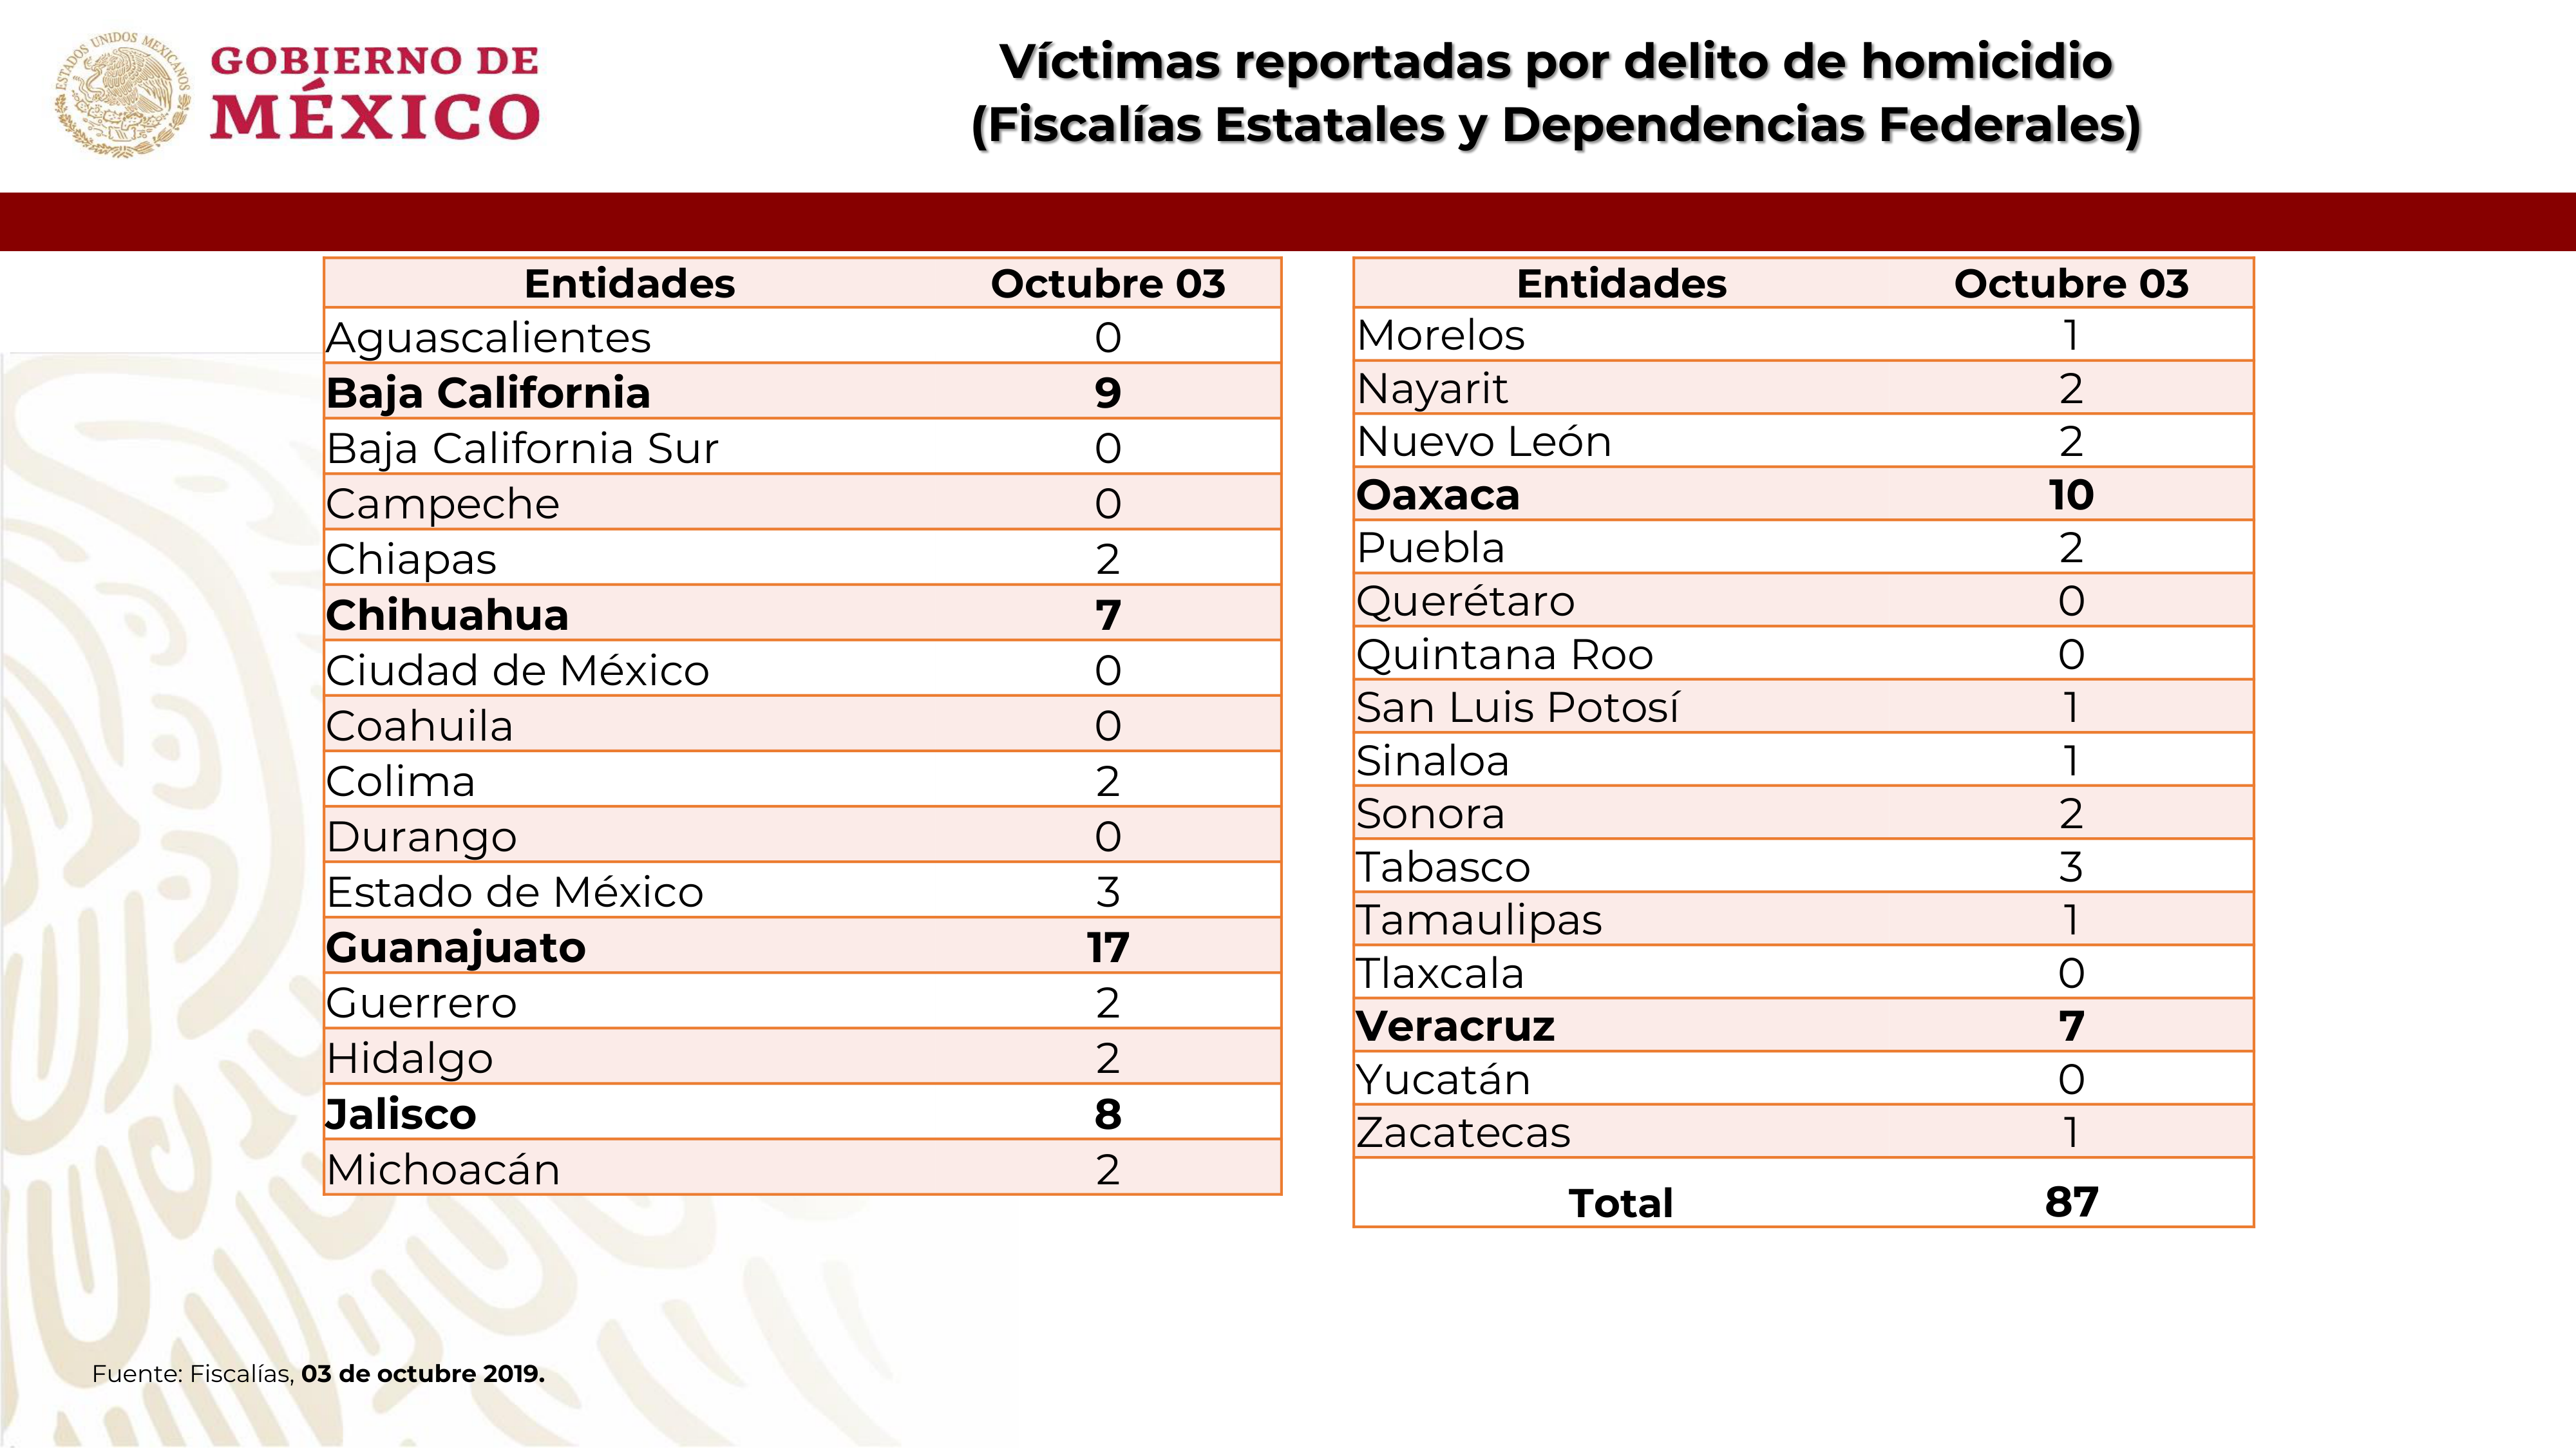 ESTADOS UNIDOS MEXICANOS
GOBIERNO DE
MÉXICO
Víctimas reportadas por delito de homicidio
(Fiscalías Estatales y Dependencias Federales)
Entidades Octubre 03
Aguascalientes 0
Baja California 9
Baja California Sur 0
Campeche 0
Chiapas 2
Chihuahua 7
Ciudad de México 0
Coahuila 0
Colima 2
Durango 0
Estado de México 3
Guanajuato 17
Guerrero 2
Hidalgo 2
Jalisco 8
Michoacán 2
Entidades Octubre 03
Morelos 1
Nayarit 2
Nuevo León 2
Oaxaca 10
Puebla 2
Querétaro 0
Quintana Roo 0
San Luis Potosí 1
Sinaloa 1
Sonora 2
Tabasco 3
Tamaulipas 1
Tlaxcala 0
Veracruz 7
Yucatán 0
Zacatecas 1
Total 87
Fuente: Fiscalías, 03 de octubre 2019.